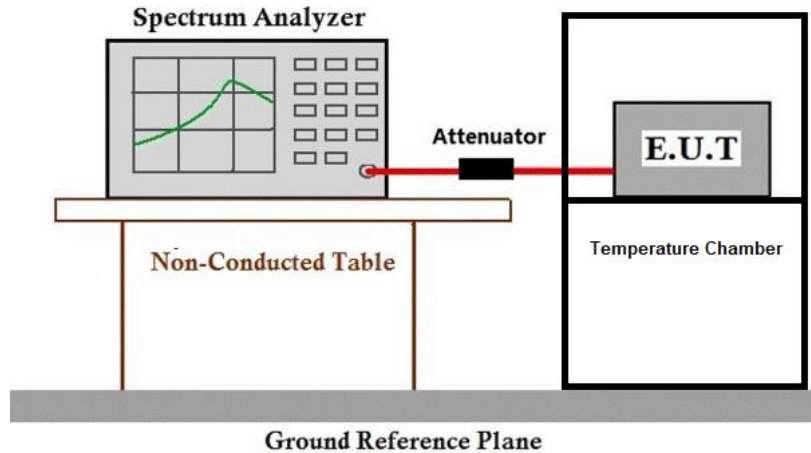 Spectrum Analyzer
Attenuator
E.U.T
Non-Conducted Table
Temperature Chamber
Ground Reference Plane